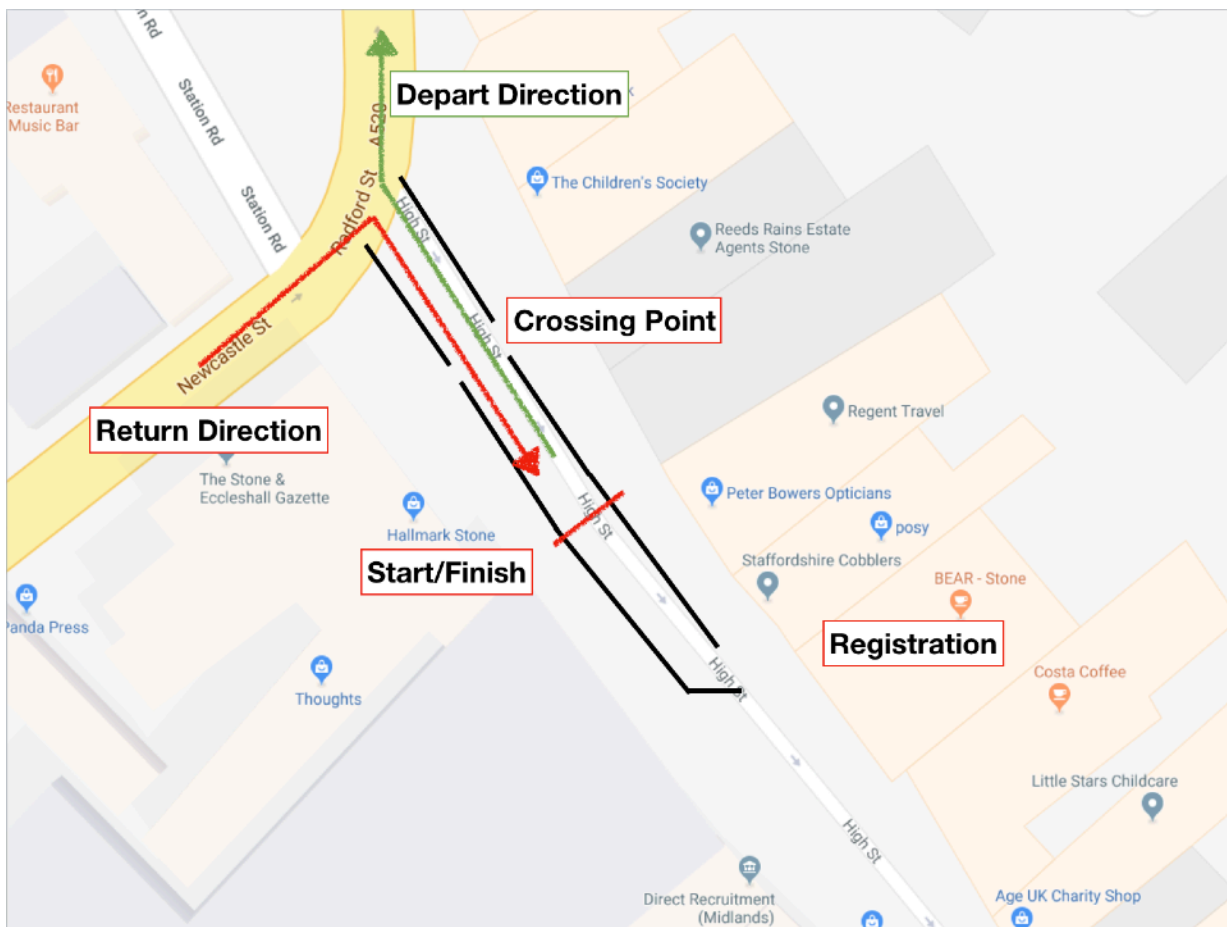 n Rd
Station Rd
Station Rd
Restaurant
Music Bar
Depart Direction
A520
The Children's Society
Radford St
High St
Reeds Rains Estate
Agents Stone
Crossing Point
High St
Newcastle St
Return Direction
Regent Travel
The Stone &
Eccleshall Gazette
Hallmark Stone
High St
Peter Bowers Opticians
posy
Start/Finish
Staffordshire Cobblers
BEAR - Stone
Panda Press
Registration
Thoughts
High St
Costa Coffee
Little Stars Childcare
High St
Direct Recruitment
(Midlands)
Age UK Charity Shop